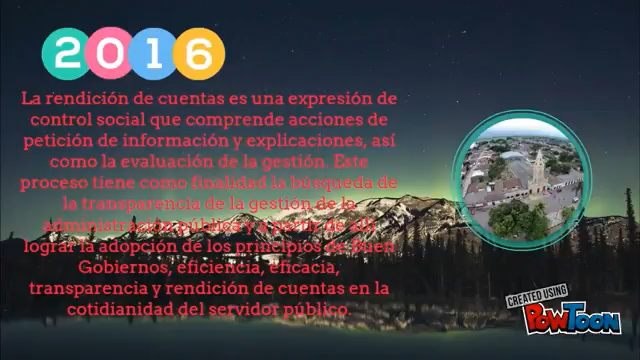 2016
La rendición de cuentas es una expresión de
control social que comprende acciones de
petición de información y explicaciones, así
como la evaluación de la gestión. Este
proceso tiene como finalidad la búsqueda de
la transparencia de la gestión de la
administración pública y a partir de allí
lograr la adopción de los principios de Buen
Gobiernos, eficiencia, eficacia,
transparencia y rendición de cuentas en la
cotidianidad del servidor público.
CREATED USING
POWTOON